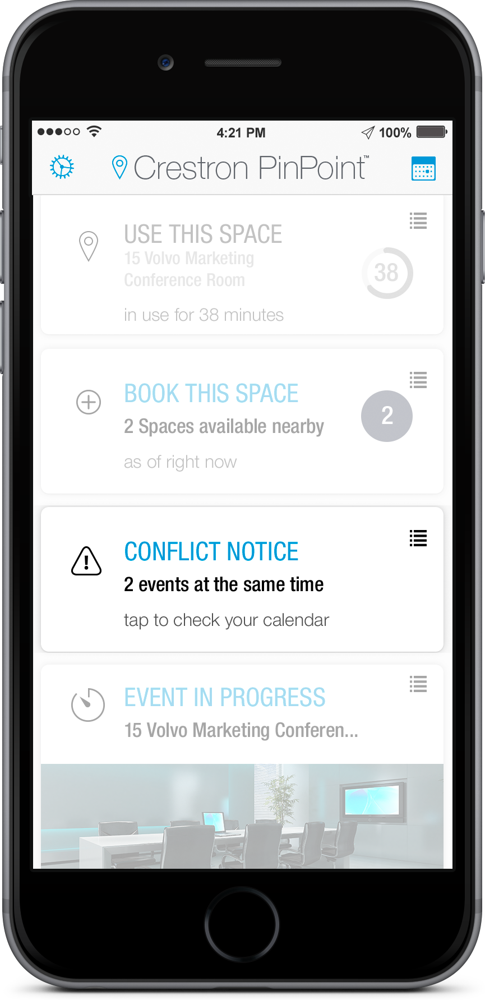 4:21 PM 100%
Crestron PinPoint™
USE THIS SPACE
15 Volvo Marketing
Conference Room
38
in use for 38 minutes
BOOK THIS SPACE
2 Spaces available nearby
2
as of right now
CONFLICT NOTICE
2 events at the same time
tap to check your calendar
EVENT IN PROGRESS
15 Volvo Marketing Conferen...